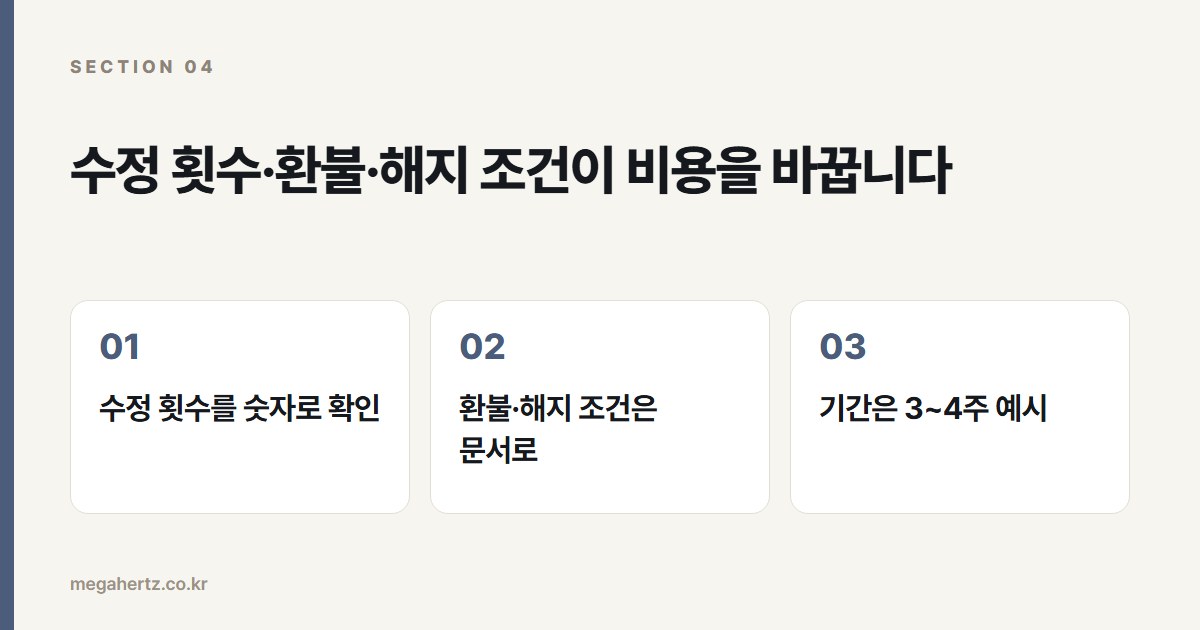 SECTION 04
수정 횟수·환불·해지 조건이 비용을 바꿉니다
01
수정 횟수를 숫자로 확인
02
환불·해지 조건은
문서로
03
기간은 3~4주 예시
megahertz.co.kr